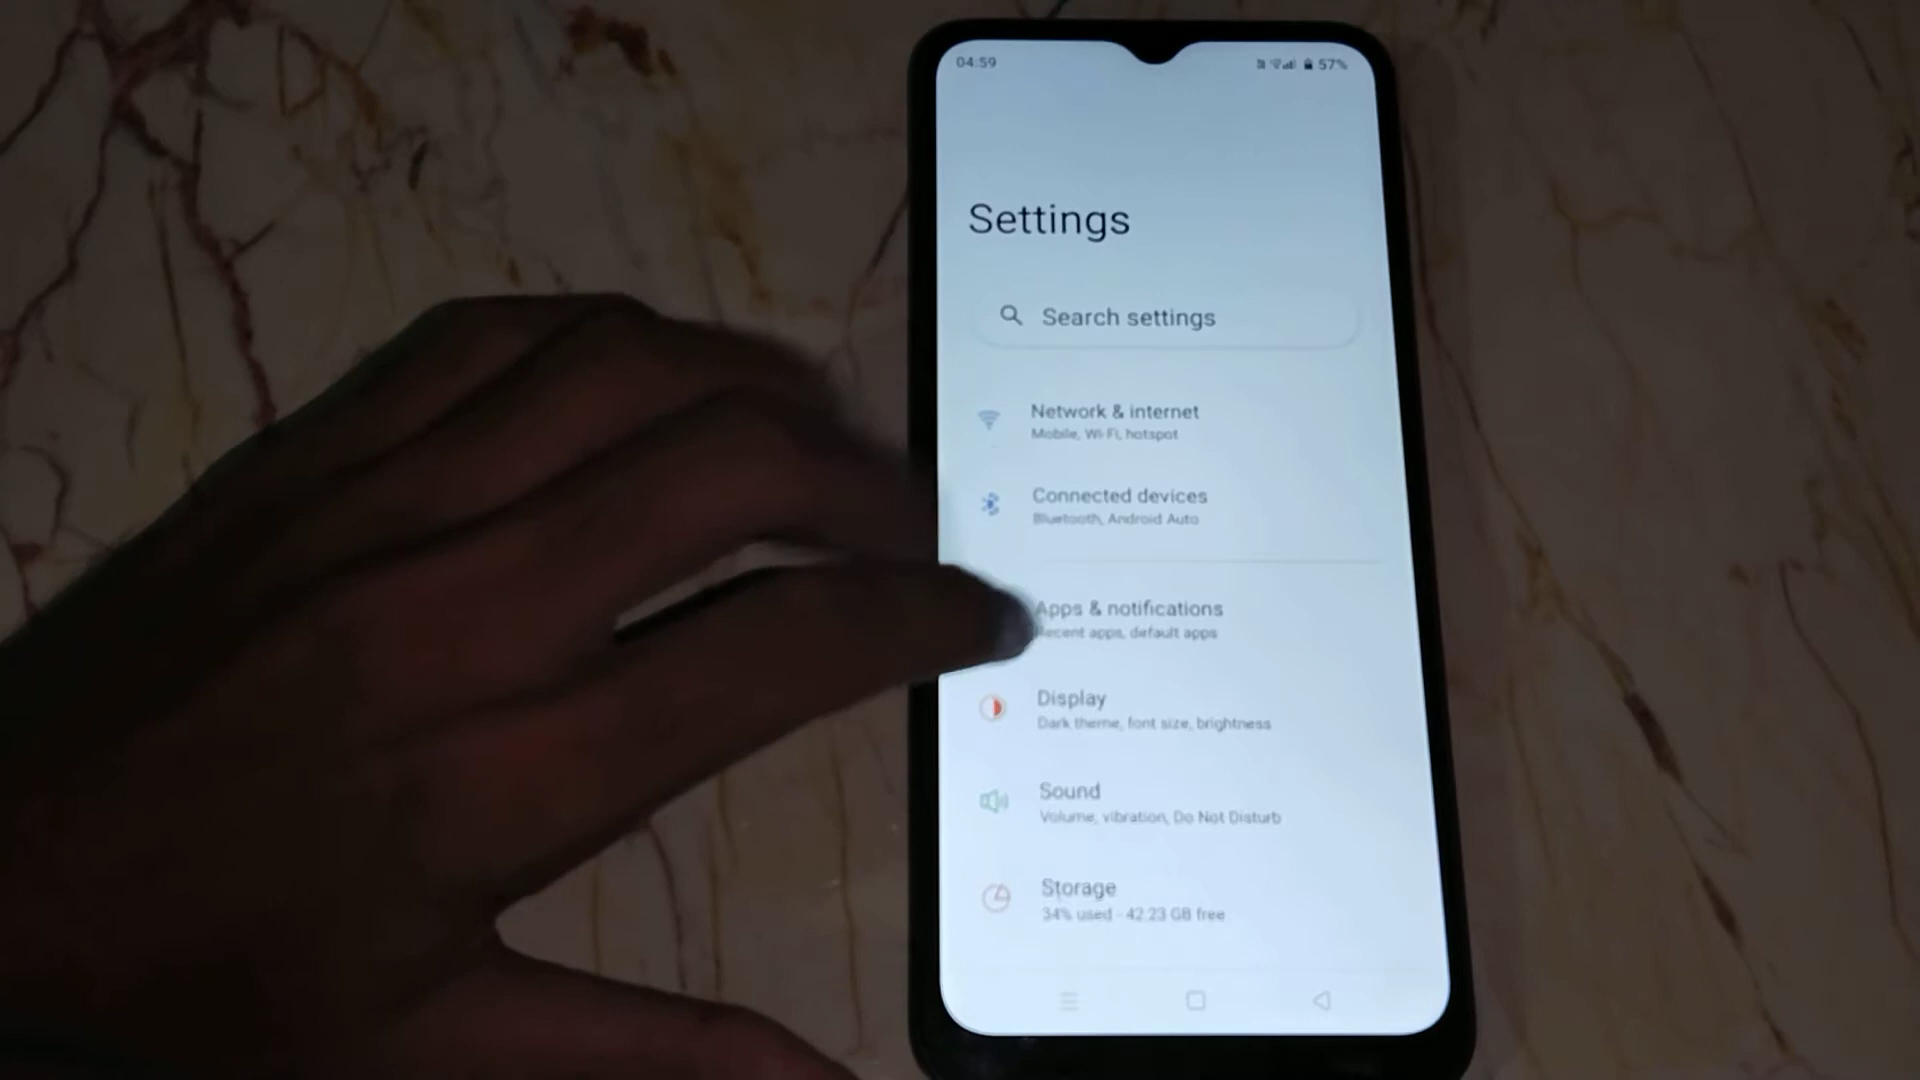 04:59
57%
Settings
Search settings
Network & internet
Mobile, Wi-Fi, hotspot
Connected devices
Bluetooth, Android Auto
Apps & notifications
Recent apps, default apps
Display
Dark theme, font size, brightness
Sound
Volume, vibration, Do Not Disturb
Storage
34% used - 42.23 GB free